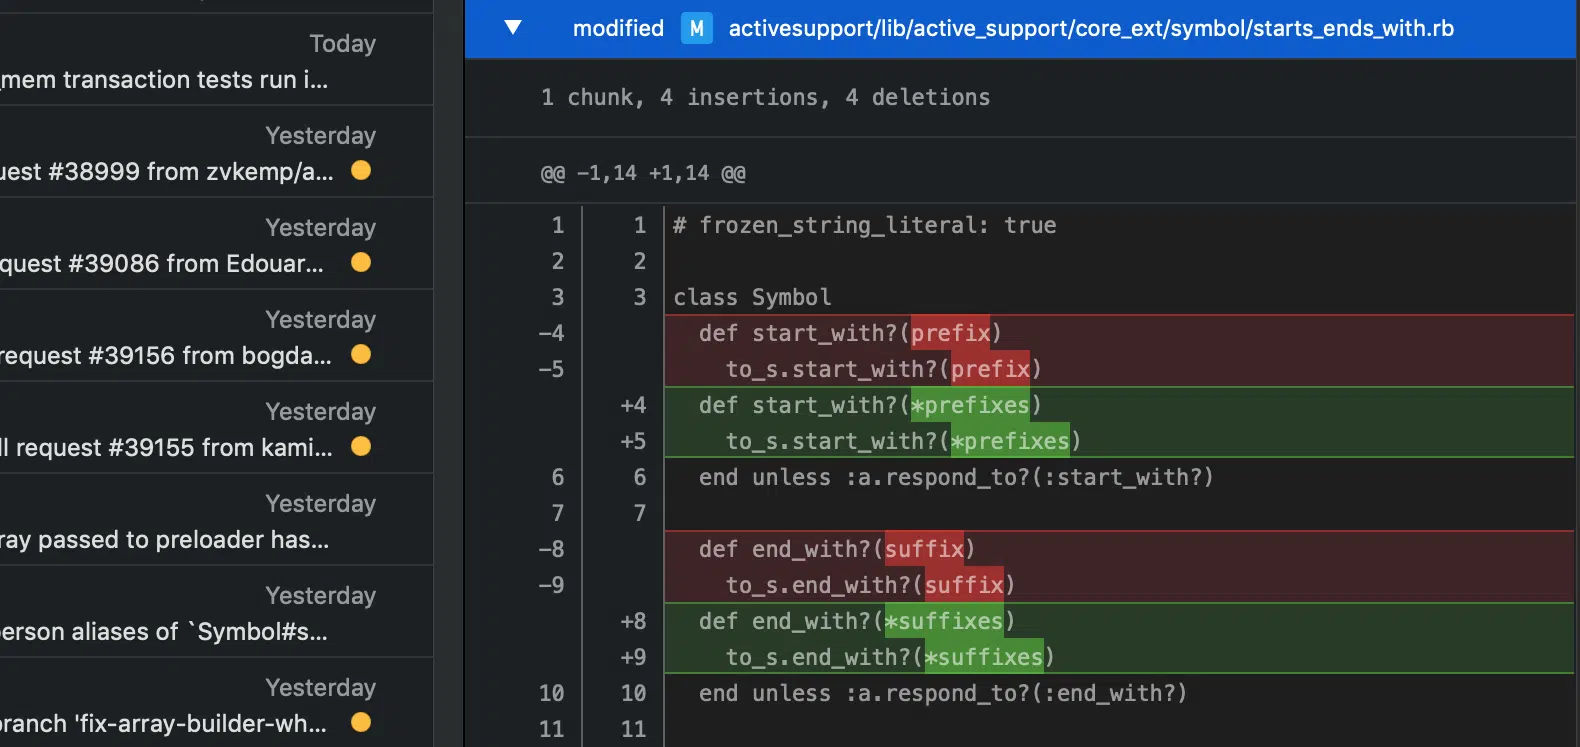 Today
_mem transaction tests run i...
Yesterday
uest #38999 from zvkemp/a...
Yesterday
quest #39086 from Edouar...
Yesterday
request #39156 from bogda...
Yesterday
ll request #39155 from kami...
Yesterday
ray passed to preloader has...
Yesterday
erson aliases of `Symbol#s...
Yesterday
branch 'fix-array-builder-wh...
▼ modified M activesupport/lib/active_support/core_ext/symbol/starts_ends_with.rb
1 chunk, 4 insertions, 4 deletions
@@ -1,14 +1,14 @@
1 1 # frozen_string_literal: true
2 2
3 3 class Symbol
-4 def start_with?(prefix)
-5 to_s.start_with?(prefix)
+4 def start_with?(*prefixes)
+5 to_s.start_with?(*prefixes)
6 6 end unless :a.respond_to?(:start_with?)
7 7
-8 def end_with?(suffix)
-9 to_s.end_with?(suffix)
+8 def end_with?(*suffixes)
+9 to_s.end_with?(*suffixes)
10 10 end unless :a.respond_to?(:end_with?)
11 11